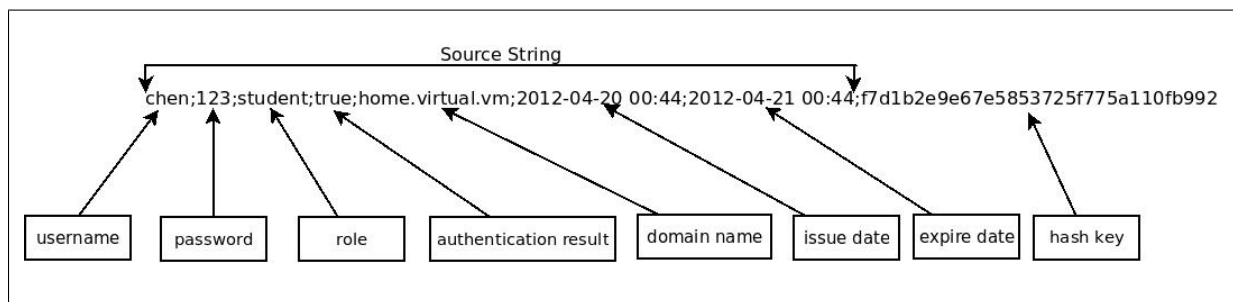 Source String
chen;123;student;true;home.virtual.vm;2012-04-20 00:44;2012-04-21 00:44;f7d1b2e9e67e5853725f775a110fb992
username
password
role
authentication result
domain name
issue date
expire date
hash key